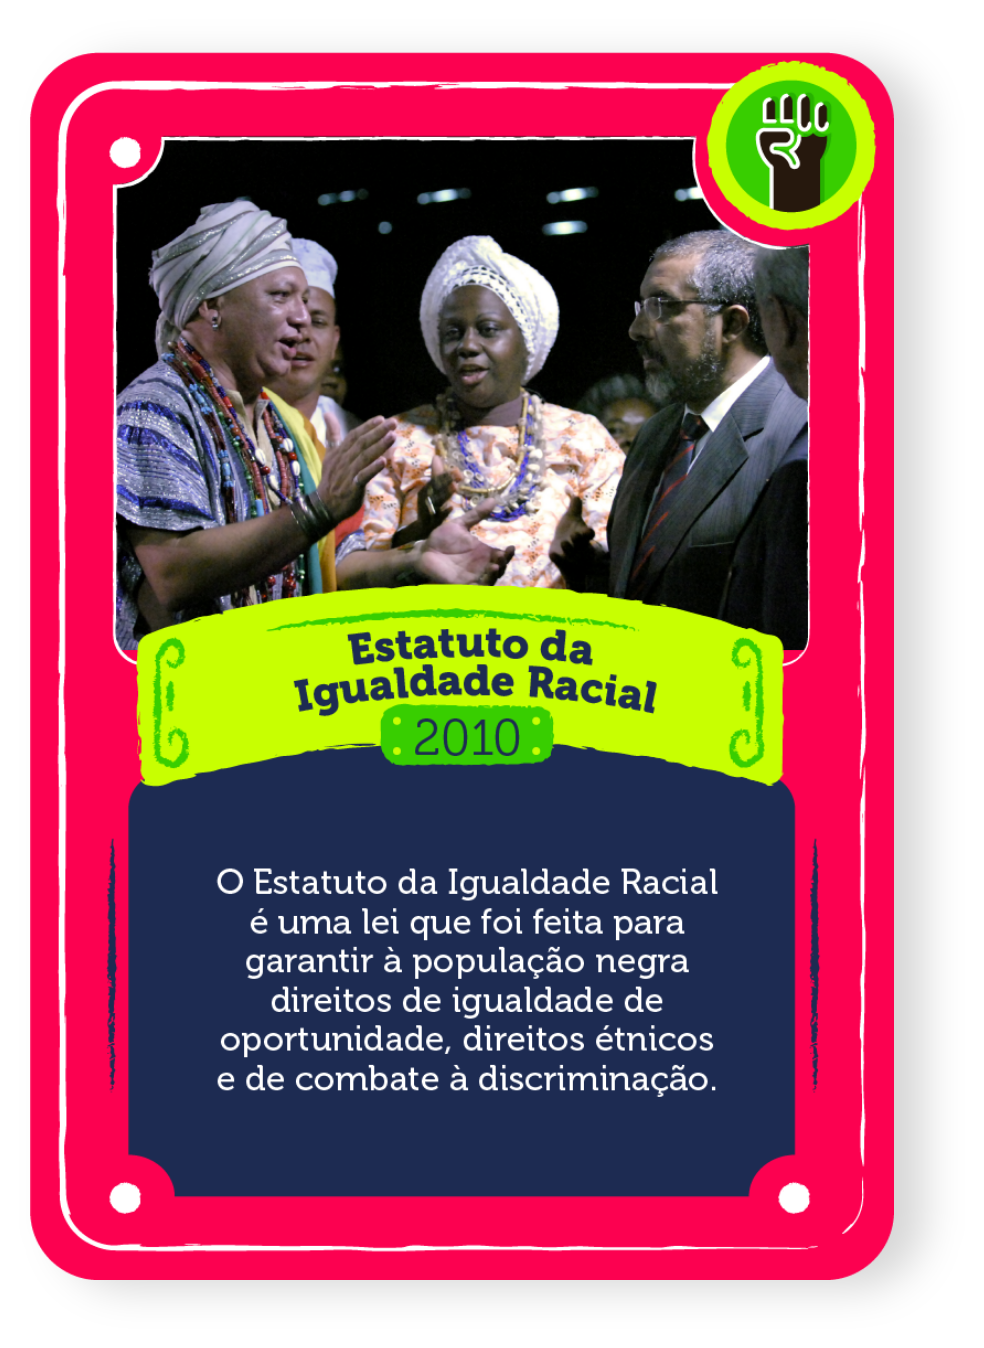 Estatuto da
Igualdade Racial
2010
O Estatuto da Igualdade Racial
é uma lei que foi feita para
garantir à população negra
direitos de igualdade de
oportunidade, direitos étnicos
e de combate à discriminação.